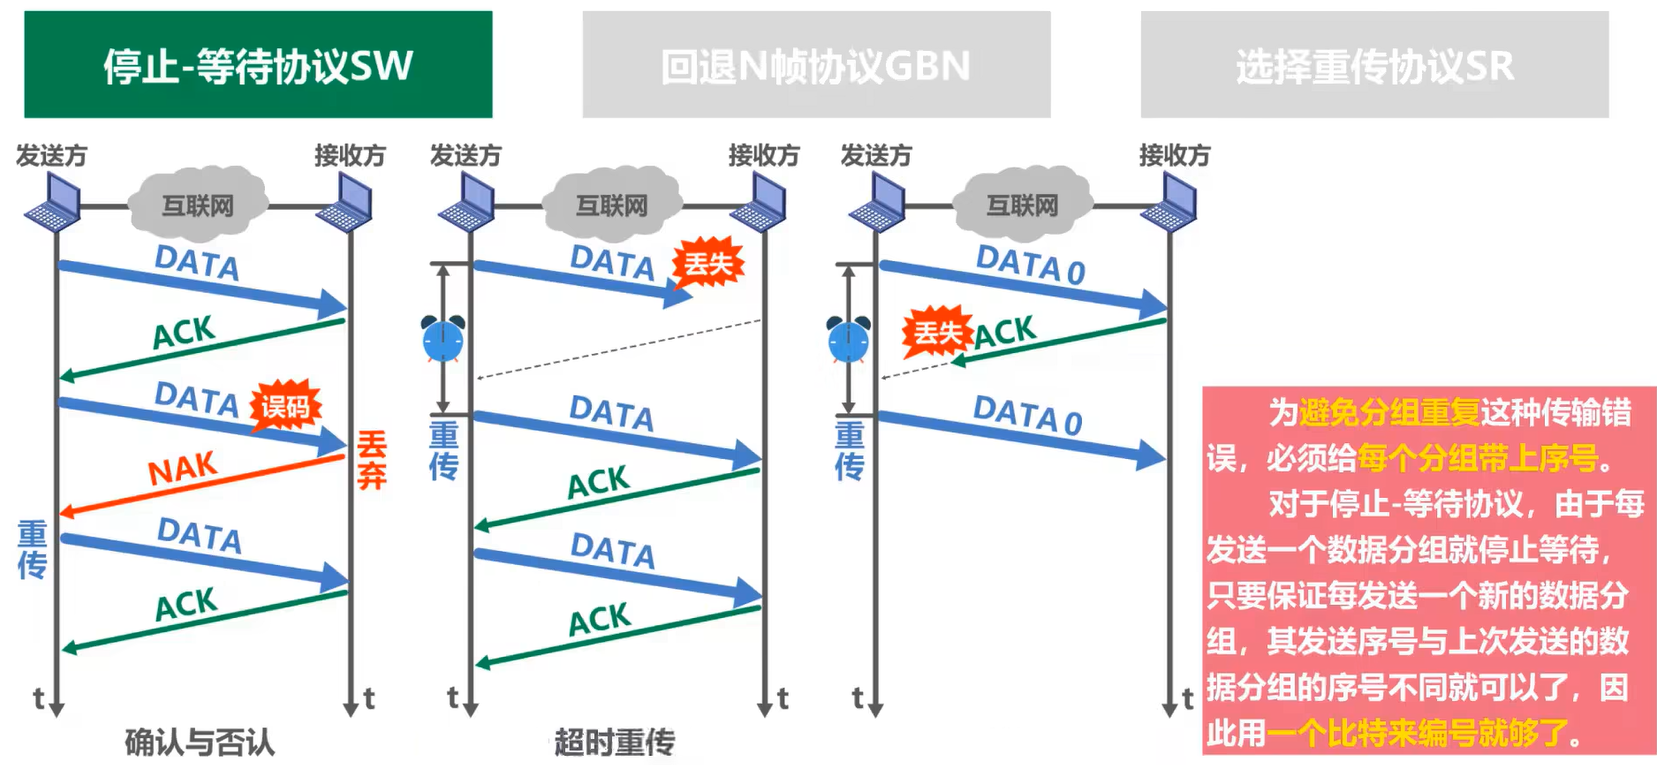 停止-等待协议SW
回退N帧协议GBN
选择重传协议SR
发送方
接收方
互联网
DATA
ACK
DATA
误码
丢弃
NAK
重传
DATA
ACK
t
t
确认与否认
发送方
接收方
互联网
DATA
丢失
重传
DATA
ACK
DATA
ACK
t
t
超时重传
发送方
接收方
互联网
DATA 0
丢失
ACK
重传
DATA 0
t
t
为避免分组重复这种传输错
误，必须给每个分组带上序号。
对于停止-等待协议，由于每
发送一个数据分组就停止等待，
只要保证每发送一个新的数据分
组，其发送序号与上次发送的数
据分组的序号不同就可以了，因
此用一个比特来编号就够了。